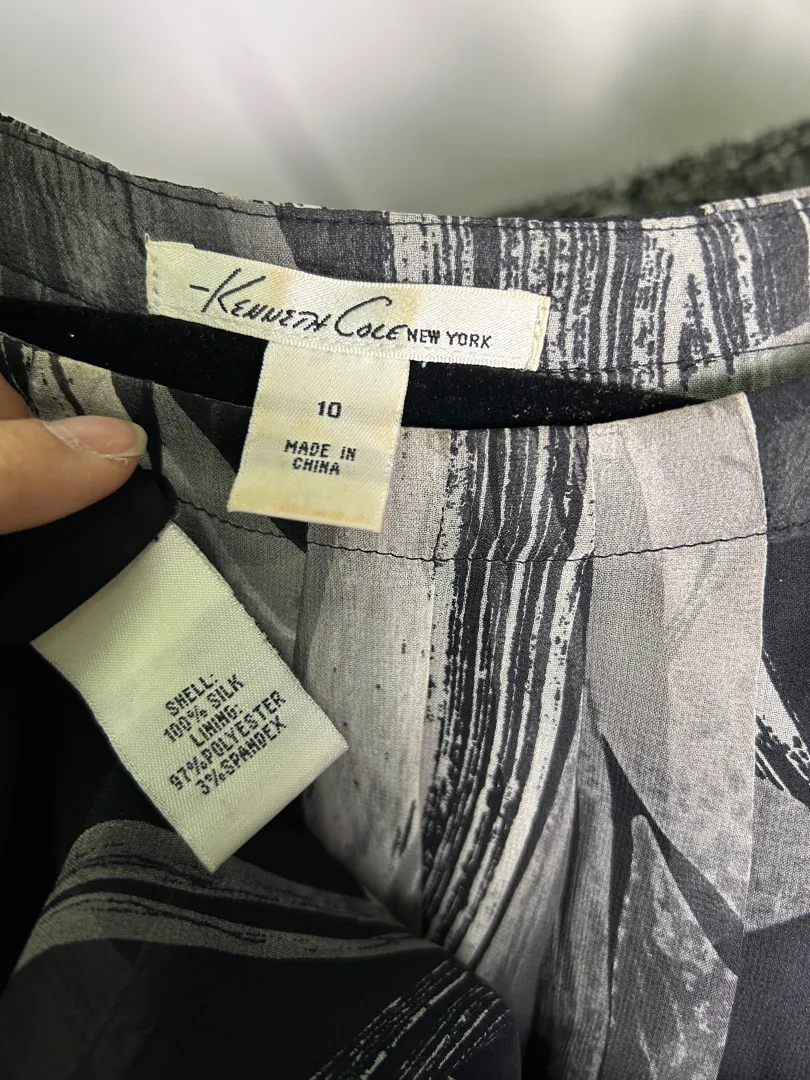 Kenneth Cole NEW YORK
10
MADE IN
CHINA
SHELL:
100% SILK
LINING:
97%POLYESTER
3%SPANDEX